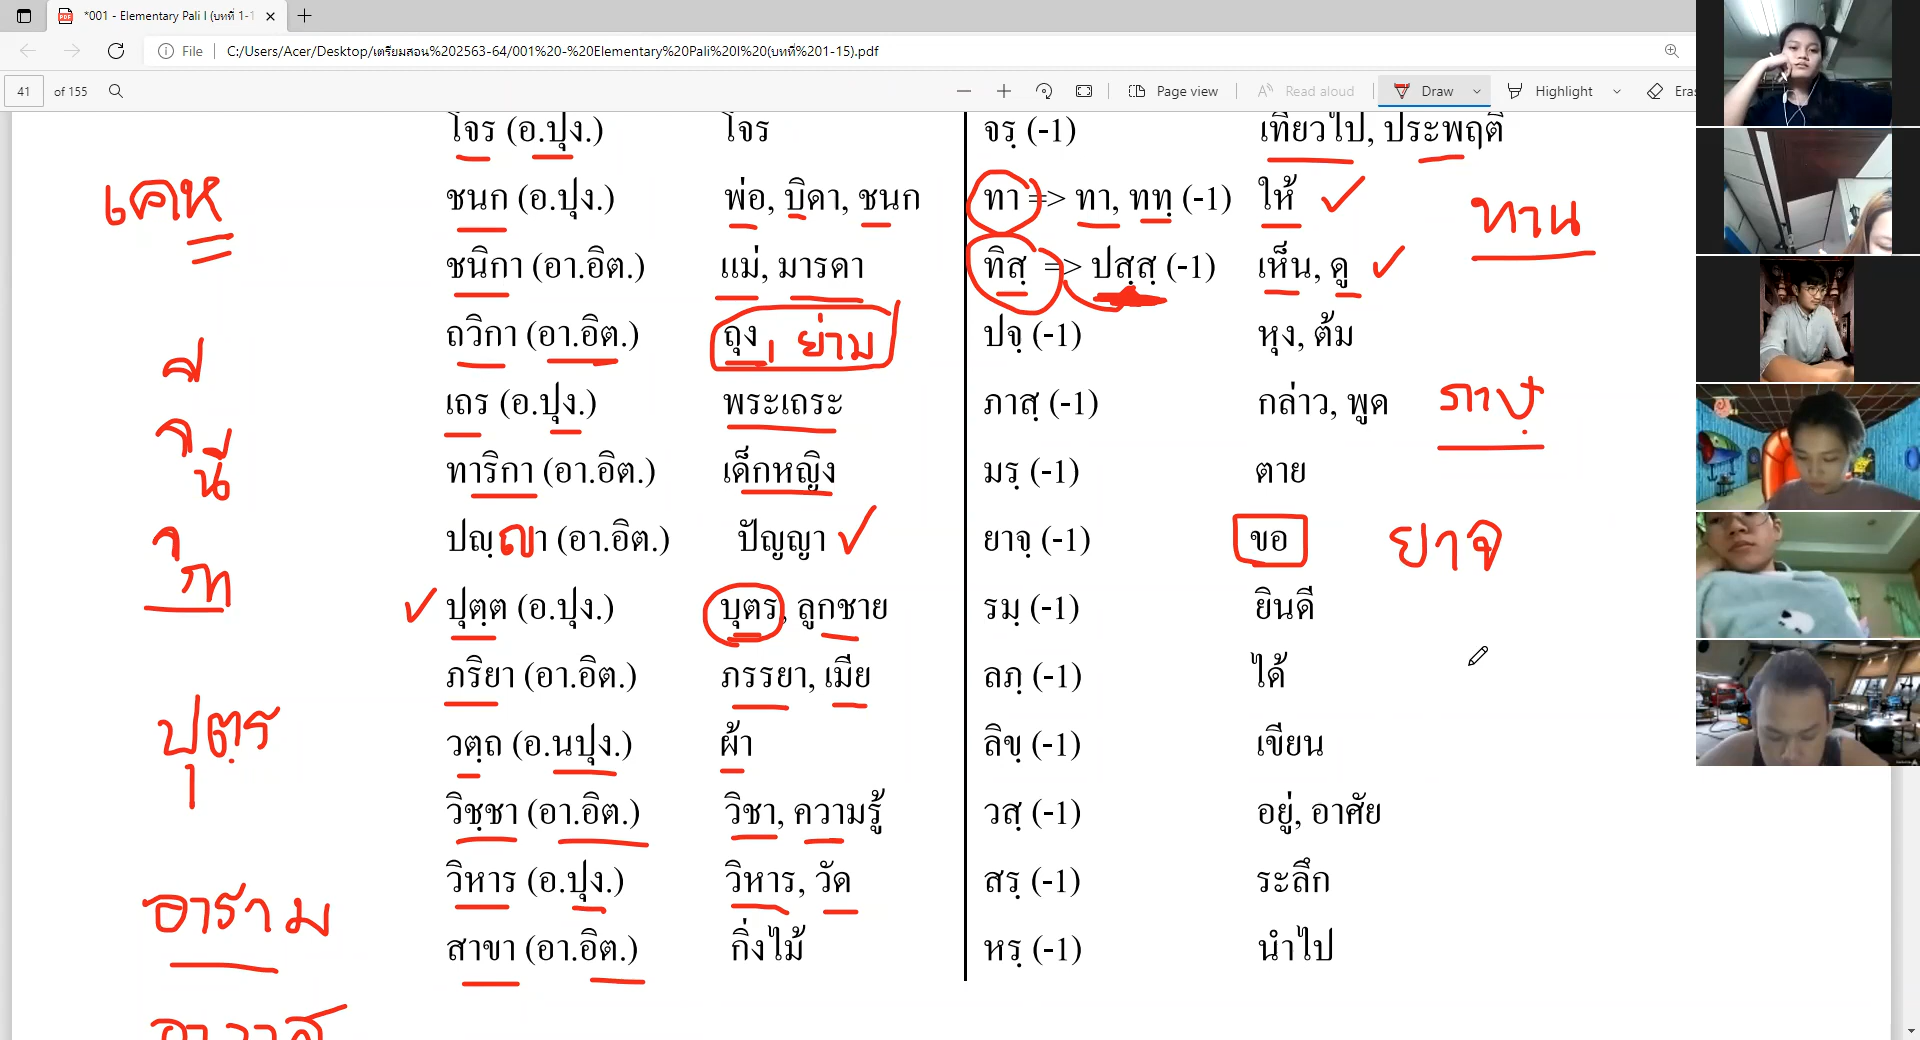 *001 - Elementary Pali I (บทที่ 1-1
File C:/Users/Acer/Desktop/เตรียมสอน%202563-64/001%20-%20Elementary%20Pali%20I%20(บทที่%201-15).pdf
41 of 155 Page view Read aloud Draw Highlight Eras
โจร (อ.ปุง.) โจร จรฺ (-1) เที่ยวไป, ประพฤติ
เคห ชนก (อ.ปุง.) พ่อ, บิดา, ชนก ทา => ทา, ททฺ (-1) ให้ ทาน
ชนิกา (อา.อิต.) แม่, มารดา ทิสฺ => ปสฺสฺ (-1) เห็น, ดู
ถวิกา (อา.อิต.) ถุง, ย่าม ปจฺ (-1) หุง, ต้ม
เถร (อ.ปุง.) พระเถระ ภาสฺ (-1) กล่าว, พูด ภาษฺ
นี ทาริกา (อา.อิต.) เด็กหญิง มรฺ (-1) ตาย
ปญฺญา (อา.อิต.) ปัญญา ยาจฺ (-1) ขอ ยาจ
ปุตฺต (อ.ปุง.) บุตร, ลูกชาย รมฺ (-1) ยินดี
ภริยา (อา.อิต.) ภรรยา, เมีย ลภฺ (-1) ได้
ปุตฺร วตฺถ (อ.นปุง.) ผ้า ลิขฺ (-1) เขียน
วิชฺชา (อา.อิต.) วิชา, ความรู้ วสฺ (-1) อยู่, อาศัย
อาราม วิหาร (อ.ปุง.) วิหาร, วัด สรฺ (-1) ระลึก
สาขา (อา.อิต.) กิ่งไม้ หรฺ (-1) นำไป